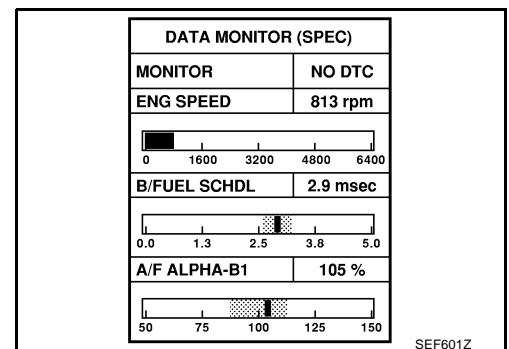 DATA MONITOR (SPEC)
MONITOR NO DTC
ENG SPEED 813 rpm
0 1600 3200 4800 6400
B/FUEL SCHDL 2.9 msec
0.0 1.3 2.5 3.8 5.0
A/F ALPHA-B1 105 %
50 75 100 125 150
SEF601Z